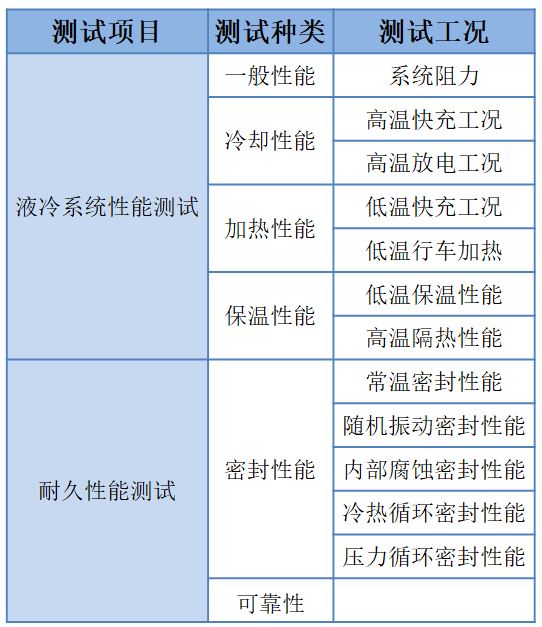 测试项目 测试种类 测试工况
液冷系统性能测试
一般性能 系统阻力
冷却性能
高温快充工况
高温放电工况
加热性能
低温快充工况
低温行车加热
保温性能
低温保温性能
高温隔热性能
耐久性能测试
密封性能
常温密封性能
随机振动密封性能
内部腐蚀密封性能
冷热循环密封性能
压力循环密封性能
可靠性